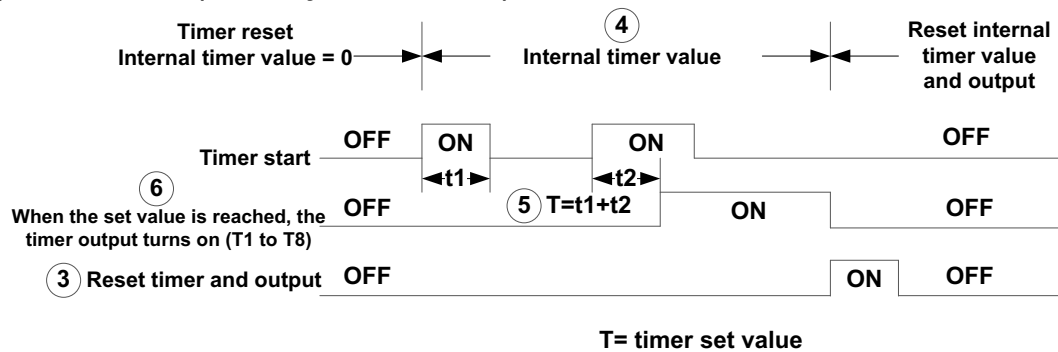 Timer reset
Internal timer value = 0
4
Internal timer value
Reset internal
timer value
and output
Timer start
OFF
ON
ON
OFF
t1
t2
6
When the set value is reached, the
timer output turns on (T1 to T8)
OFF
5 T=t1+t2
ON
OFF
3 Reset timer and output
OFF
ON
OFF
T= timer set value